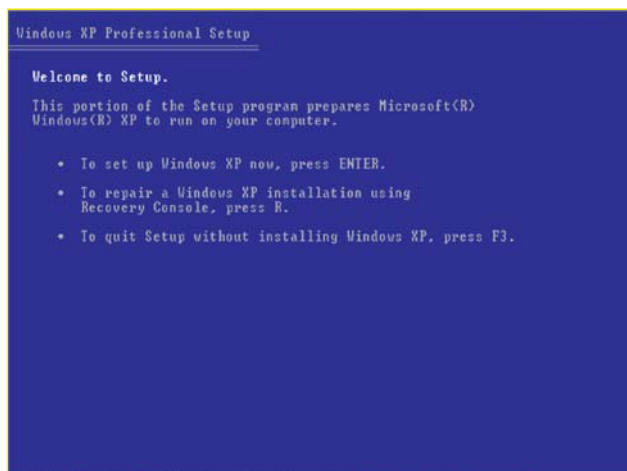 Windows XP Professional Setup
Welcome to Setup.
This portion of the Setup program prepares Microsoft(R)
Windows(R) XP to run on your computer.
• To set up Windows XP now, press ENTER.
• To repair a Windows XP installation using
Recovery Console, press R.
• To quit Setup without installing Windows XP, press F3.